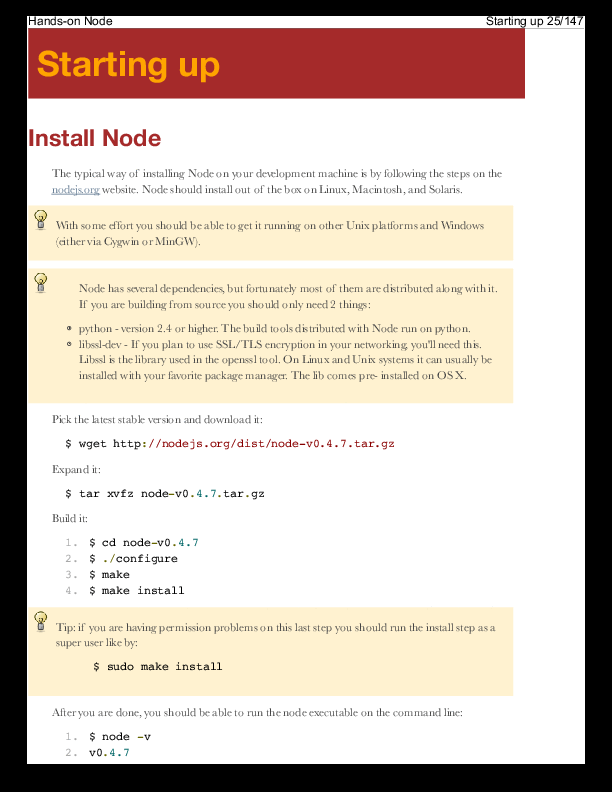 Hands-on Node
Starting up 25/147
Starting up
Install Node
The typical way of installing Node on your development machine is by following the steps on the
nodejs.org website. Node should install out of the box on Linux, Macintosh, and Solaris.
With some effort you should be able to get it running on other Unix platforms and Windows
(either via Cygwin or MinGW).
Node has several dependencies, but fortunately most of them are distributed along with it.
If you are building from source you should only need 2 things:
python - version 2.4 or higher. The build tools distributed with Node run on python.
libssl-dev - If you plan to use SSL/TLS encryption in your networking, you'll need this.
Libssl is the library used in the openssl tool. On Linux and Unix systems it can usually be
installed with your favorite package manager. The lib comes pre- installed on OS X.
Pick the latest stable version and download it:
$ wget http://nodejs.org/dist/node-v0.4.7.tar.gz
Expand it:
$ tar xvfz node-v0.4.7.tar.gz
Build it:
1. $ cd node-v0.4.7
2. $ ./configure
3. $ make
4. $ make install
Tip: if you are having permission problems on this last step you should run the install step as a
super user like by:
$ sudo make install
After you are done, you should be able to run the node executable on the command line:
1. $ node -v
2. v0.4.7